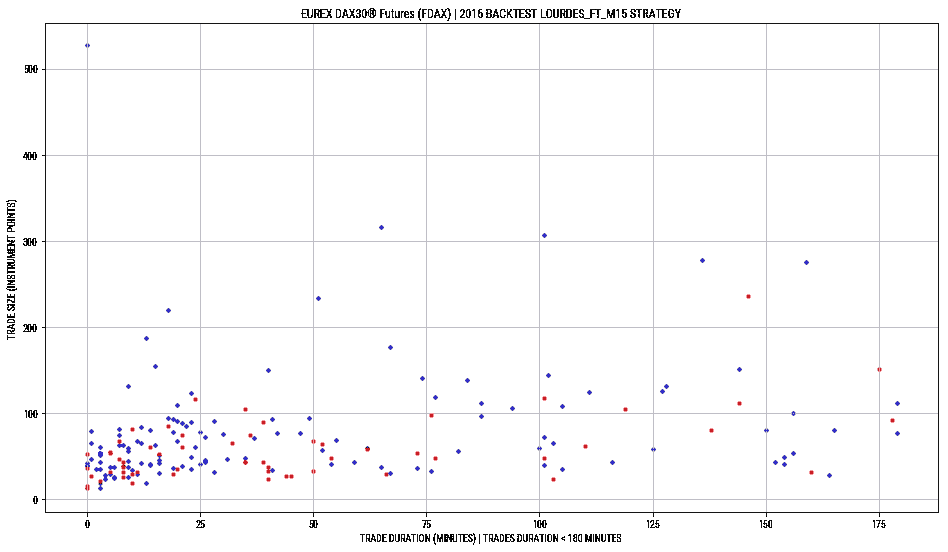 EUREX DAX30® Futures (FDAX) | 2016 BACKTEST LOURDES_FT_M15 STRATEGY
500
400
300
200
100
0
TRADE SIZE (INSTRUMENT POINTS)
0 25 50 75 100 125 150 175
TRADE DURATION (MINUTES) | TRADES DURATION < 180 MINUTES